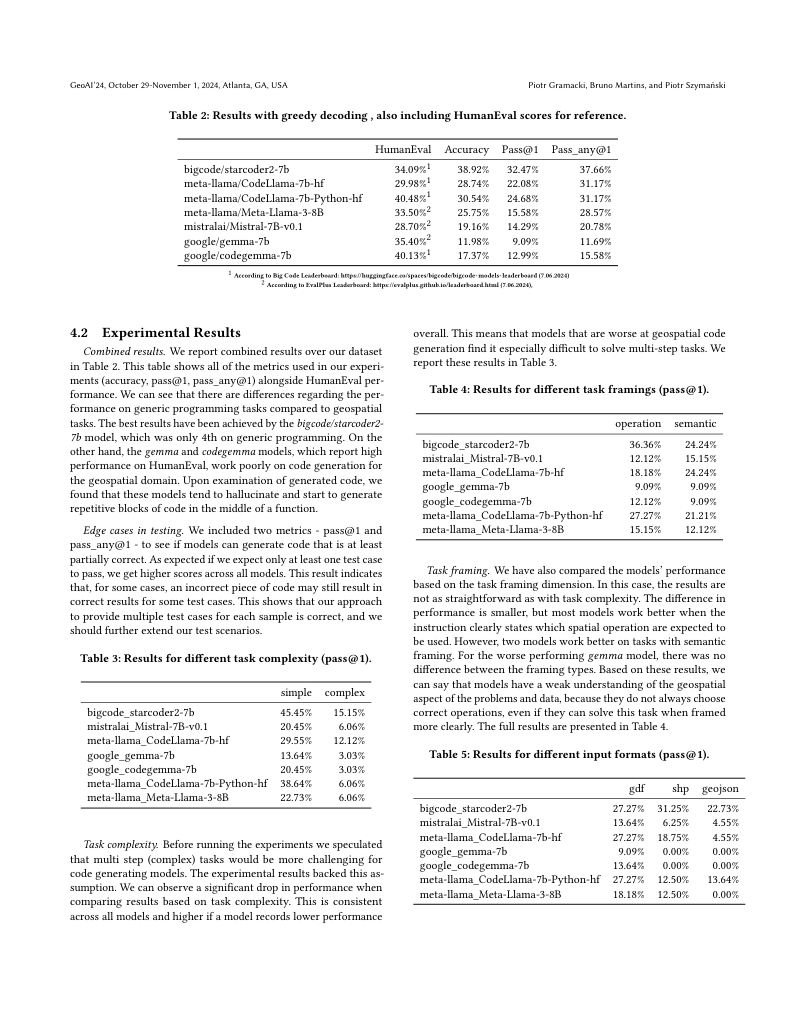 GeoAI'24, October 29-November 1, 2024, Atlanta, GA, USA
Piotr Gramacki, Bruno Martins, and Piotr Szymański
Table 2: Results with greedy decoding , also including HumanEval scores for reference.
HumanEval Accuracy Pass@1 Pass_any@1
bigcode/starcoder2-7b 34.09%1 38.92% 32.47% 37.66%
meta-llama/CodeLlama-7b-hf 29.98%1 28.74% 22.08% 31.17%
meta-llama/CodeLlama-7b-Python-hf 40.48%1 30.54% 24.68% 31.17%
meta-llama/Meta-Llama-3-8B 33.50%2 25.75% 15.58% 28.57%
mistralai/Mistral-7B-v0.1 28.70%2 19.16% 14.29% 20.78%
google/gemma-7b 35.40%2 11.98% 9.09% 11.69%
google/codegemma-7b 40.13%1 17.37% 12.99% 15.58%
1 According to Big Code Leaderboard: https://huggingface.co/spaces/bigcode/bigcode-models-leaderboard (7.06.2024)
2 According to EvalPlus Leaderboard: https://evalplus.github.io/leaderboard.html (7.06.2024),
4.2 Experimental Results
Combined results. We report combined results over our dataset
in Table 2. This table shows all of the metrics used in our experi-
ments (accuracy, pass@1, pass_any@1) alongside HumanEval per-
formance. We can see that there are differences regarding the per-
formance on generic programming tasks compared to geospatial
tasks. The best results have been achieved by the bigcode/starcoder2-
7b model, which was only 4th on generic programming. On the
other hand, the gemma and codegemma models, which report high
performance on HumanEval, work poorly on code generation for
the geospatial domain. Upon examination of generated code, we
found that these models tend to hallucinate and start to generate
repetitive blocks of code in the middle of a function.
Edge cases in testing. We included two metrics - pass@1 and
pass_any@1 - to see if models can generate code that is at least
partially correct. As expected if we expect only at least one test case
to pass, we get higher scores across all models. This result indicates
that, for some cases, an incorrect piece of code may still result in
correct results for some test cases. This shows that our approach
to provide multiple test cases for each sample is correct, and we
should further extend our test scenarios.
Table 3: Results for different task complexity (pass@1).
simple complex
bigcode_starcoder2-7b 45.45% 15.15%
mistralai_Mistral-7B-v0.1 20.45% 6.06%
meta-llama_CodeLlama-7b-hf 29.55% 12.12%
google_gemma-7b 13.64% 3.03%
google_codegemma-7b 20.45% 3.03%
meta-llama_CodeLlama-7b-Python-hf 38.64% 6.06%
meta-llama_Meta-Llama-3-8B 22.73% 6.06%
Task complexity. Before running the experiments we speculated
that multi step (complex) tasks would be more challenging for
code generating models. The experimental results backed this as-
sumption. We can observe a significant drop in performance when
comparing results based on task complexity. This is consistent
across all models and higher if a model records lower performance
overall. This means that models that are worse at geospatial code
generation find it especially difficult to solve multi-step tasks. We
report these results in Table 3.
Table 4: Results for different task framings (pass@1).
operation semantic
bigcode_starcoder2-7b 36.36% 24.24%
mistralai_Mistral-7B-v0.1 12.12% 15.15%
meta-llama_CodeLlama-7b-hf 18.18% 24.24%
google_gemma-7b 9.09% 9.09%
google_codegemma-7b 12.12% 9.09%
meta-llama_CodeLlama-7b-Python-hf 27.27% 21.21%
meta-llama_Meta-Llama-3-8B 15.15% 12.12%
Task framing. We have also compared the models' performance
based on the task framing dimension. In this case, the results are
not as straightforward as with task complexity. The difference in
performance is smaller, but most models work better when the
instruction clearly states which spatial operation are expected to
be used. However, two models work better on tasks with semantic
framing. For the worse performing gemma model, there was no
difference between the framing types. Based on these results, we
can say that models have a weak understanding of the geospatial
aspect of the problems and data, because they do not always choose
correct operations, even if they can solve this task when framed
more clearly. The full results are presented in Table 4.
Table 5: Results for different input formats (pass@1).
gdf shp geojson
bigcode_starcoder2-7b 27.27% 31.25% 22.73%
mistralai_Mistral-7B-v0.1 13.64% 6.25% 4.55%
meta-llama_CodeLlama-7b-hf 27.27% 18.75% 4.55%
google_gemma-7b 9.09% 0.00% 0.00%
google_codegemma-7b 13.64% 0.00% 0.00%
meta-llama_CodeLlama-7b-Python-hf 27.27% 12.50% 13.64%
meta-llama_Meta-Llama-3-8B 18.18% 12.50% 0.00%